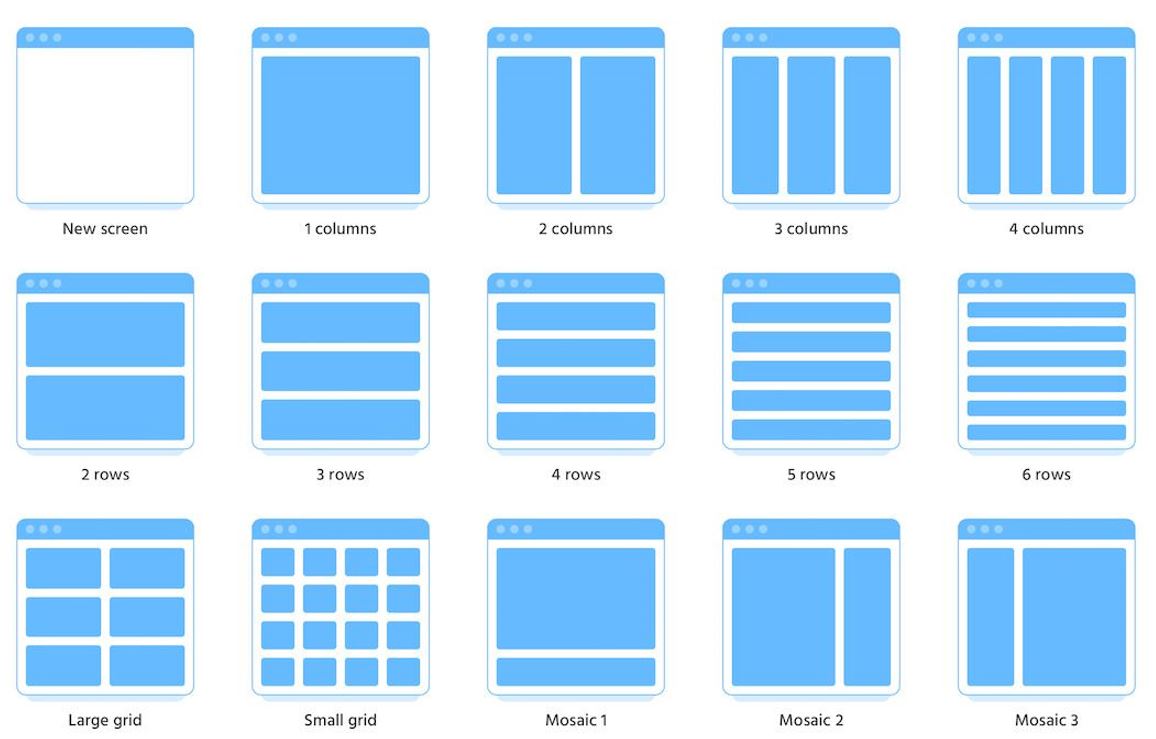 New screen
1 columns
2 columns
3 columns
4 columns
2 rows
3 rows
4 rows
5 rows
6 rows
Large grid
Small grid
Mosaic 1
Mosaic 2
Mosaic 3